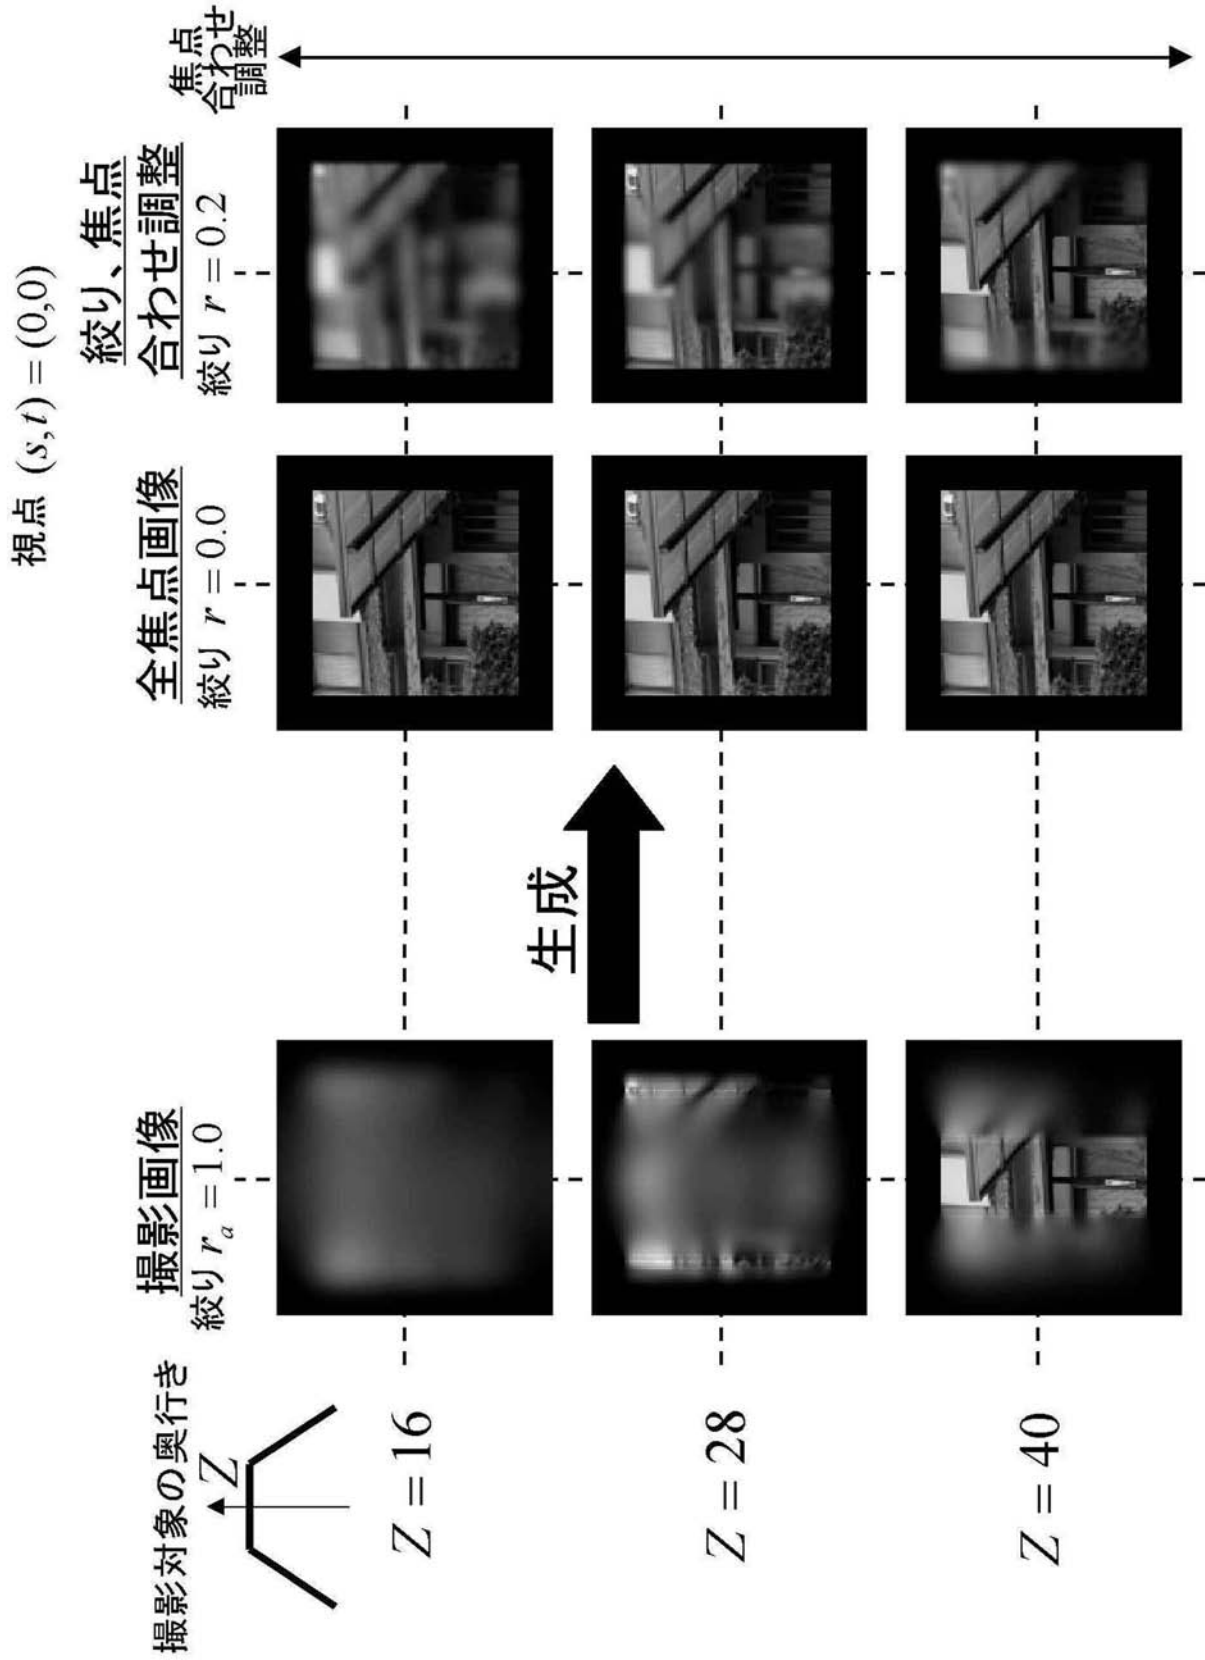 視点 (s,t) = (0,0)
撮影対象の奥行き
Z
撮影画像
絞り r_a = 1.0
全焦点画像
絞り r = 0.0
絞り、焦点
合わせ調整
絞り r = 0.2
焦点
合わせ
調整
生成
Z = 16
Z = 28
Z = 40